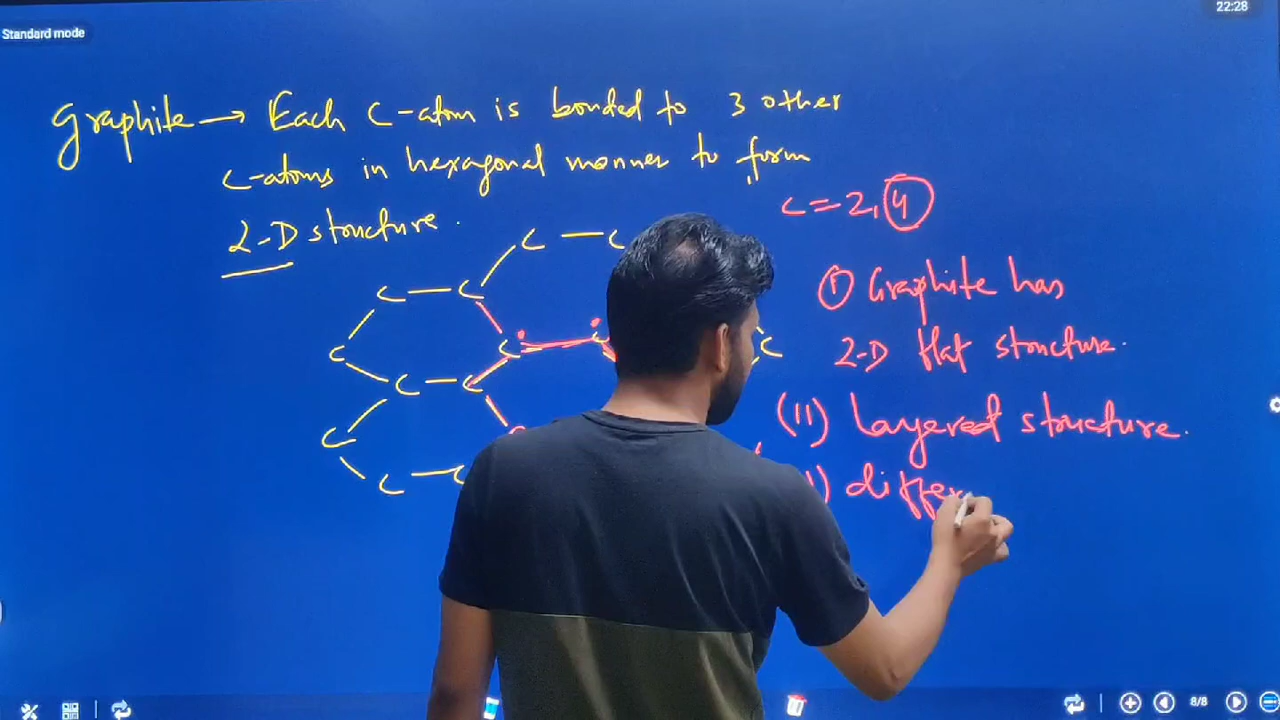 22:28
Standard mode
Graphite → Each C-atom is bonded to 3 other
C-atoms in hexagonal manner to form
2-D structure.
C = 2, 4
C — C
C — C
C C
C C
C — C
C
C — C
(I) Graphite has
2-D flat structure.
(II) Layered structure.
differ
8/8